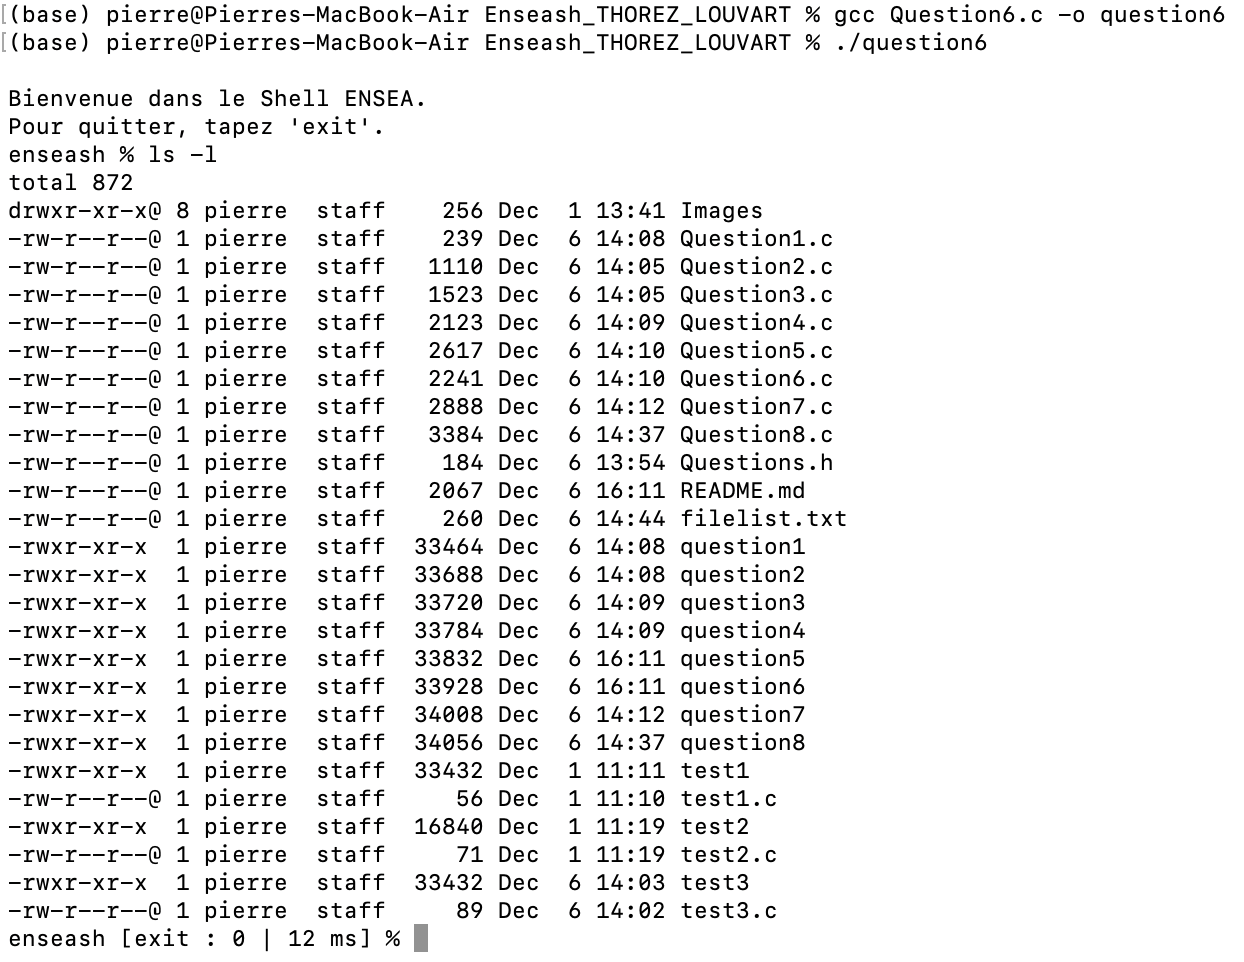 [(base) pierre@Pierres-MacBook-Air Enseash_THOREZ_LOUVART % gcc Question6.c -o question6
[(base) pierre@Pierres-MacBook-Air Enseash_THOREZ_LOUVART % ./question6
Bienvenue dans le Shell ENSEA.
Pour quitter, tapez 'exit'.
enseash % ls -l
total 872
drwxr-xr-x@ 8 pierre  staff    256 Dec  1 13:41 Images
-rw-r--r--@ 1 pierre  staff    239 Dec  6 14:08 Question1.c
-rw-r--r--@ 1 pierre  staff   1110 Dec  6 14:05 Question2.c
-rw-r--r--@ 1 pierre  staff   1523 Dec  6 14:05 Question3.c
-rw-r--r--@ 1 pierre  staff   2123 Dec  6 14:09 Question4.c
-rw-r--r--@ 1 pierre  staff   2617 Dec  6 14:10 Question5.c
-rw-r--r--@ 1 pierre  staff   2241 Dec  6 14:10 Question6.c
-rw-r--r--@ 1 pierre  staff   2888 Dec  6 14:12 Question7.c
-rw-r--r--@ 1 pierre  staff   3384 Dec  6 14:37 Question8.c
-rw-r--r--@ 1 pierre  staff    184 Dec  6 13:54 Questions.h
-rw-r--r--@ 1 pierre  staff   2067 Dec  6 16:11 README.md
-rw-r--r--@ 1 pierre  staff    260 Dec  6 14:44 filelist.txt
-rwxr-xr-x  1 pierre  staff  33464 Dec  6 14:08 question1
-rwxr-xr-x  1 pierre  staff  33688 Dec  6 14:08 question2
-rwxr-xr-x  1 pierre  staff  33720 Dec  6 14:09 question3
-rwxr-xr-x  1 pierre  staff  33784 Dec  6 14:09 question4
-rwxr-xr-x  1 pierre  staff  33832 Dec  6 16:11 question5
-rwxr-xr-x  1 pierre  staff  33928 Dec  6 16:11 question6
-rwxr-xr-x  1 pierre  staff  34008 Dec  6 14:12 question7
-rwxr-xr-x  1 pierre  staff  34056 Dec  6 14:37 question8
-rwxr-xr-x  1 pierre  staff  33432 Dec  1 11:11 test1
-rw-r--r--@ 1 pierre  staff     56 Dec  1 11:10 test1.c
-rwxr-xr-x  1 pierre  staff  16840 Dec  1 11:19 test2
-rw-r--r--@ 1 pierre  staff     71 Dec  1 11:19 test2.c
-rwxr-xr-x  1 pierre  staff  33432 Dec  6 14:03 test3
-rw-r--r--@ 1 pierre  staff     89 Dec  6 14:02 test3.c
enseash [exit : 0 | 12 ms] %